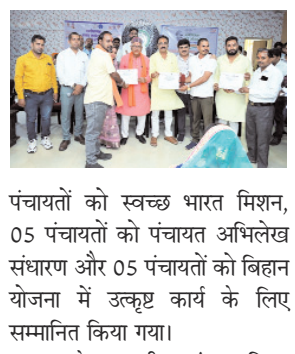 पंचायतों को स्वच्छ भारत मिशन,
05 पंचायतों को पंचायत अभिलेख
संधारण और 05 पंचायतों को बिहान
योजना में उत्कृष्ट कार्य के लिए
सम्मानित किया गया।